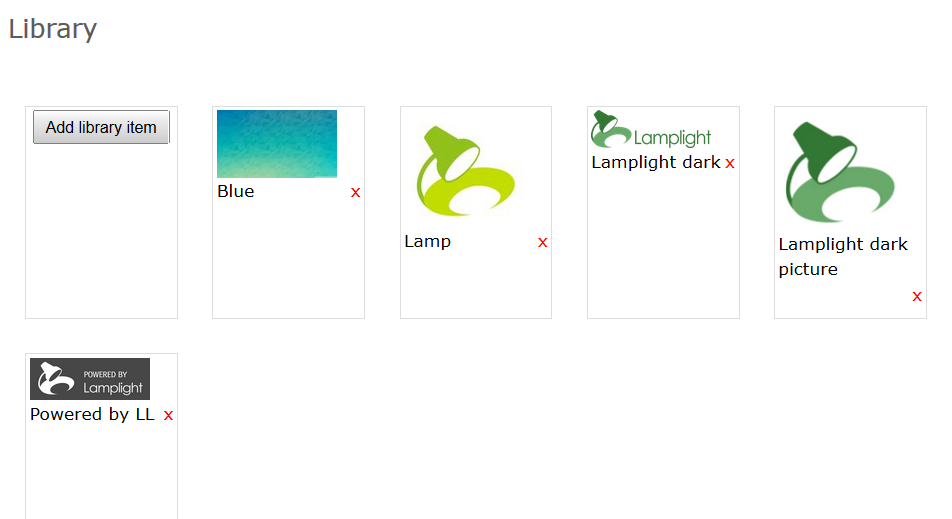 Library
Add library item
Blue x
Lamp x
Lamplight
Lamplight dark x
Lamplight dark
picture
x
POWERED BY
Lamplight
Powered by LL x